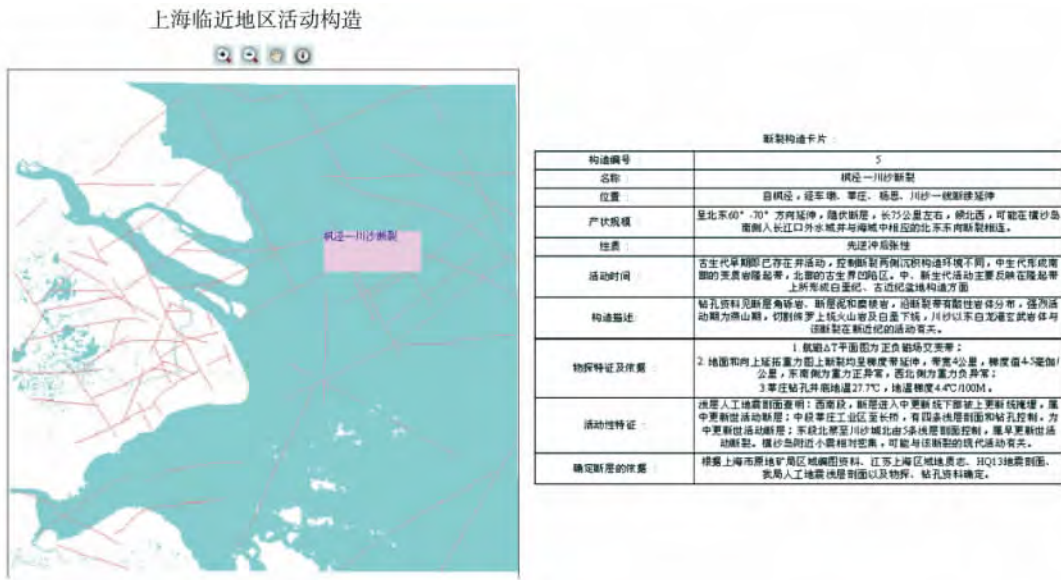 上海临近地区活动构造
枫泾一川沙断裂
断裂构造卡片
构造编号
5
名称
枫泾一川沙断裂
位置
自枫泾，经车墩、莘庄、杨思、川沙一线断续延伸
产状规模
呈北东60°-70°方向延伸，隐伏断层，长75公里左右，倾北西，可能在横沙岛
南侧入长江口外水域并与海域中相应的北东东向断裂相连。
性质
先逆冲后张性
活动时间
古生代早期即已存在并活动，控制断裂两侧沉积构造环境不同，中生代形成南
部的变质岩隆起带，北部的古生界凹陷区。中、新生代活动主要反映在隆起带
上所形成白垩纪、古近纪盆地构造方面
构造描述：
钻孔资料见断层角砾岩、断层泥和糜棱岩，沿断裂带有酸性岩体分布，强烈活
动期为燕山期，切割侏罗上统火山岩及白垩下统，川沙以东白龙港玄武岩体与
该断裂在新近纪的活动有关。
物探特征及依据
1.航磁ΔT平面图为正负磁场交变带；
2.地面和向上延拓重力图上断裂均呈梯度带延伸，带宽4公里，梯度值4-5毫伽/
公里，东南侧为重力正异常，西北侧为重力负异常；
3.莘庄钻孔井底地温27.7℃，地温梯度4.4℃/100M。
活动性特征：
浅层人工地震剖面查明：西南段，断层进入中更新统下部被上更新统掩埋，属
中更新世活动断层；中段莘庄工业区至长桥，有四条浅层剖面和钻孔控制，为
中更新世活动断层；东段北蔡至川沙城北由5条浅层剖面控制，属早更新世活
动断裂。横沙岛附近小震相对密集，可能与该断裂的现代活动有关。
确定断层的依据
根据上海市原地矿局区域编图资料、江苏上海区域地质志、HQ13地震剖面、
我局人工地震浅层剖面以及物探、钻孔资料确定。